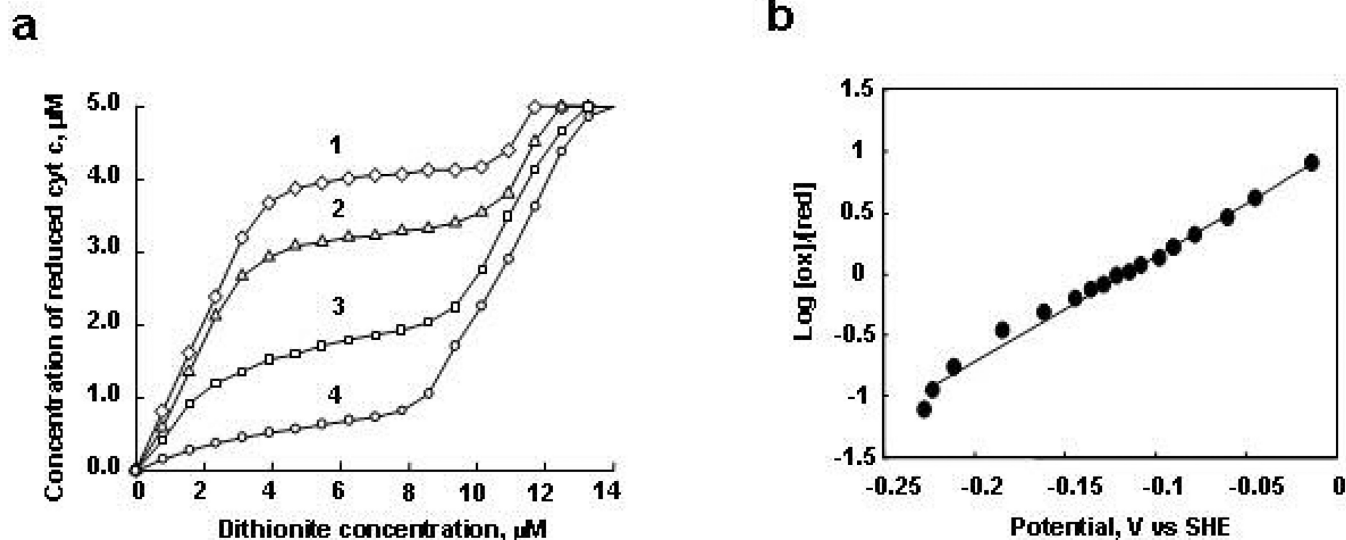 a
b
Concentration of reduced cyt c, µM
5.0
4.0
3.0
2.0
1.0
0.0
1
2
3
4
0 2 4 6 8 10 12 14
Dithionite concentration, µM
Log [ox]/[red]
1.5
1
0.5
0
-0.5
-1
-1.5
-0.25 -0.2 -0.15 -0.1 -0.05 0
Potential, V vs SHE